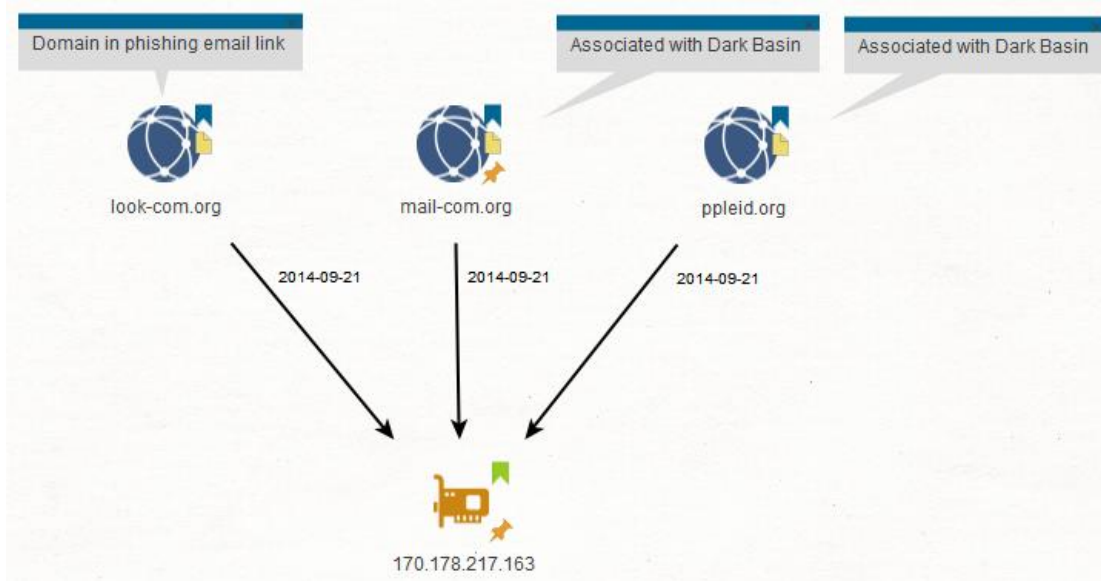 Domain in phishing email link
Associated with Dark Basin
Associated with Dark Basin
look-com.org
mail-com.org
ppleid.org
2014-09-21
2014-09-21
2014-09-21
170.178.217.163